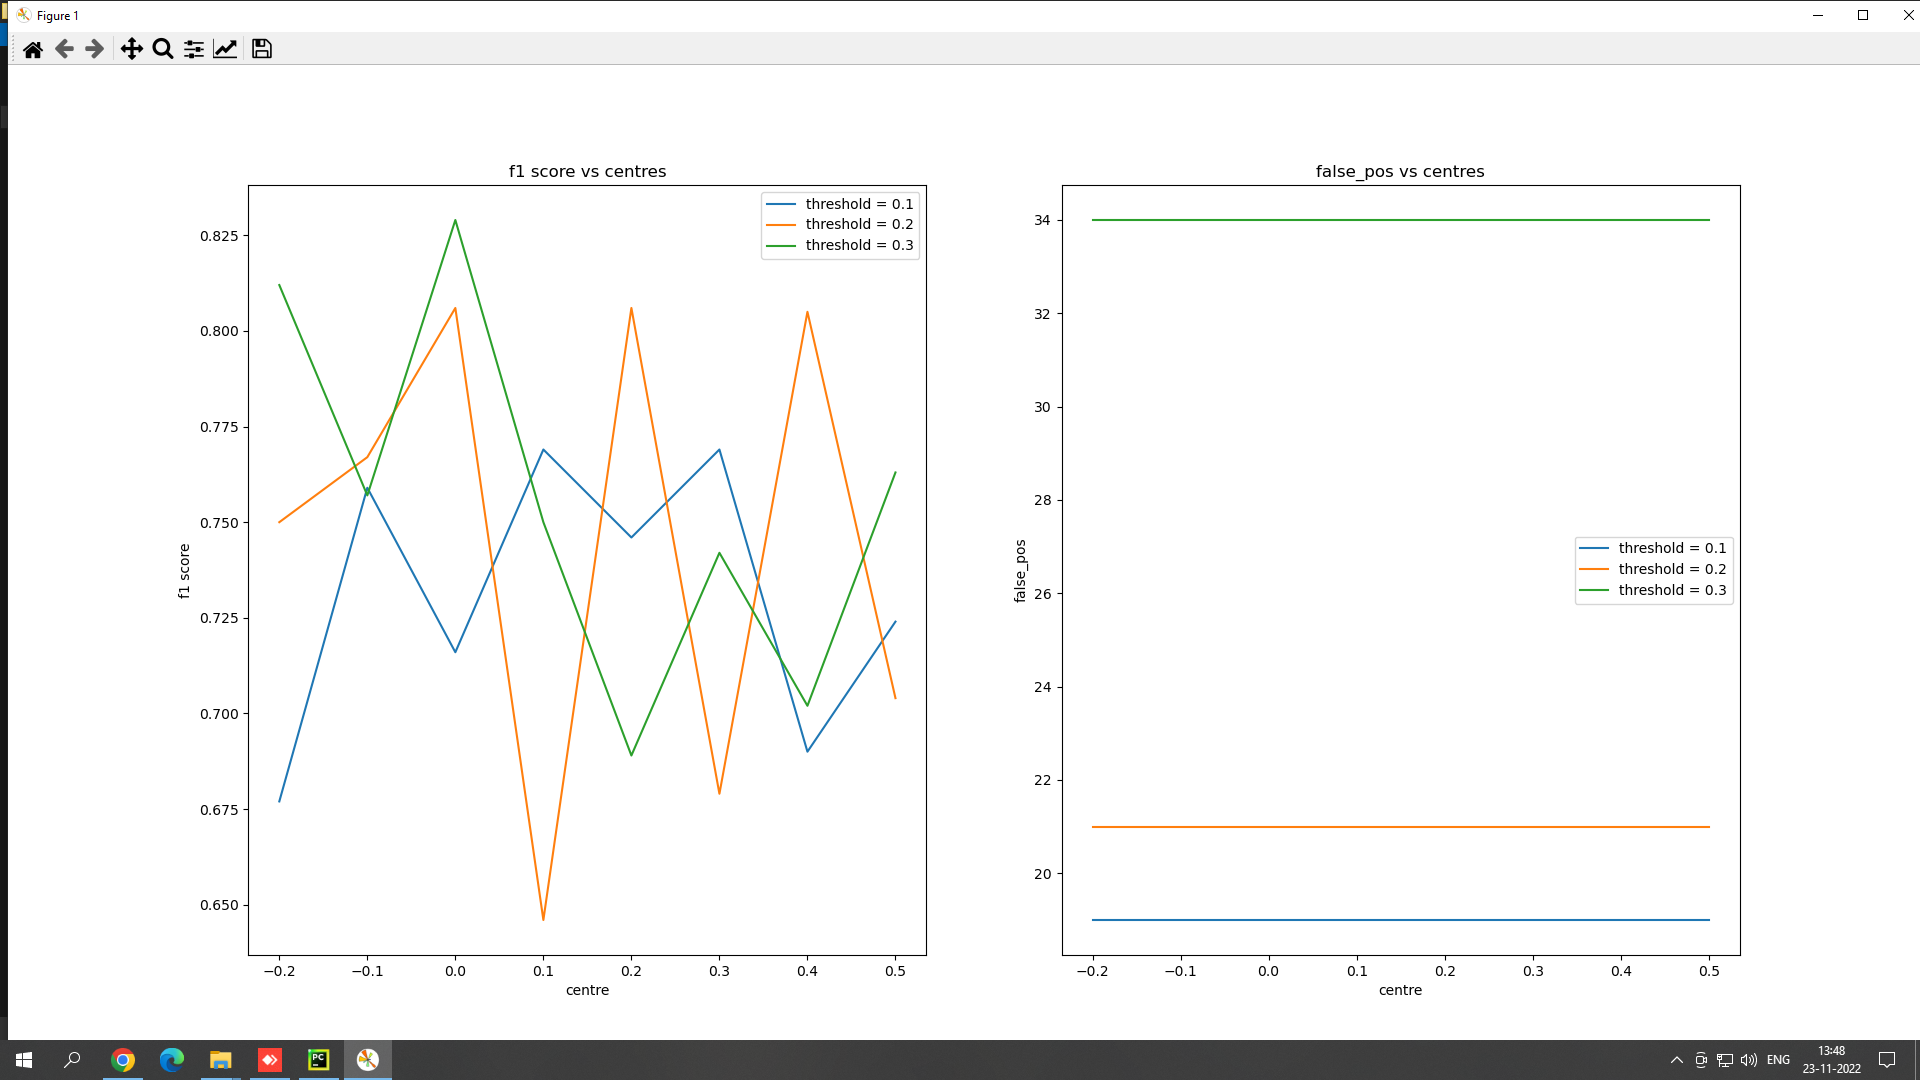 Figure 1
f1 score vs centres
threshold = 0.1
threshold = 0.2
threshold = 0.3
0.825
0.800
0.775
0.750
0.725
0.700
0.675
0.650
f1 score
−0.2 −0.1 0.0 0.1 0.2 0.3 0.4 0.5
centre
false_pos vs centres
34
32
30
28
26
24
22
20
false_pos
threshold = 0.1
threshold = 0.2
threshold = 0.3
−0.2 −0.1 0.0 0.1 0.2 0.3 0.4 0.5
centre
PC
ENG
13:48
23-11-2022